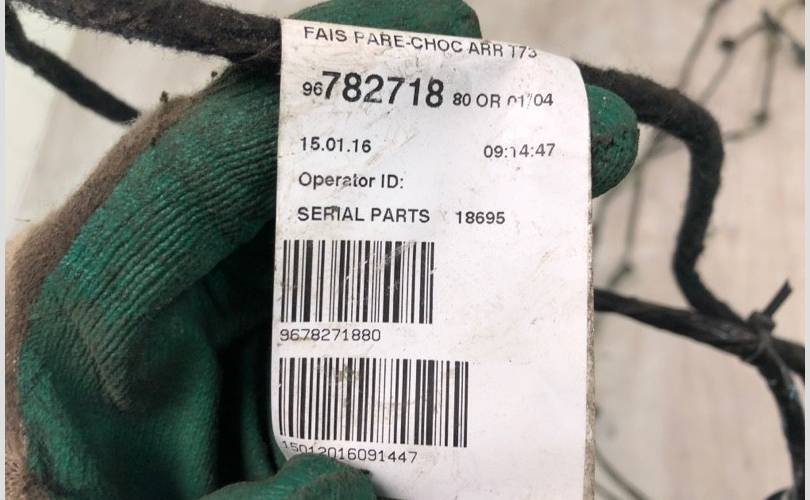 FAIS PARE-CHOC ARR T73
96782718 80 OR 01/04
15.01.16 09:14:47
Operator ID:
SERIAL PARTS 18695
9678271880
15012016091447